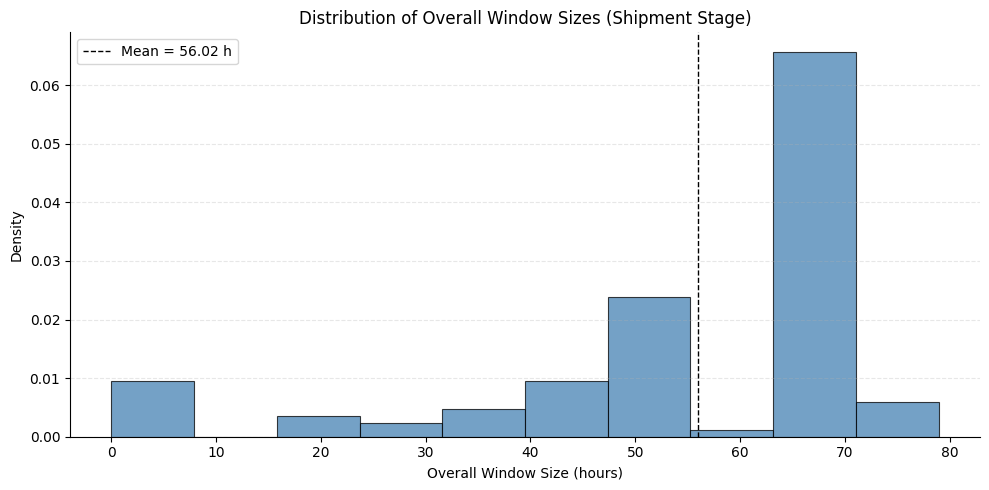 Distribution of Overall Window Sizes (Shipment Stage)
Mean = 56.02 h
0.06
0.05
0.04
0.03
0.02
0.01
0.00
Density
0 10 20 30 40 50 60 70 80
Overall Window Size (hours)